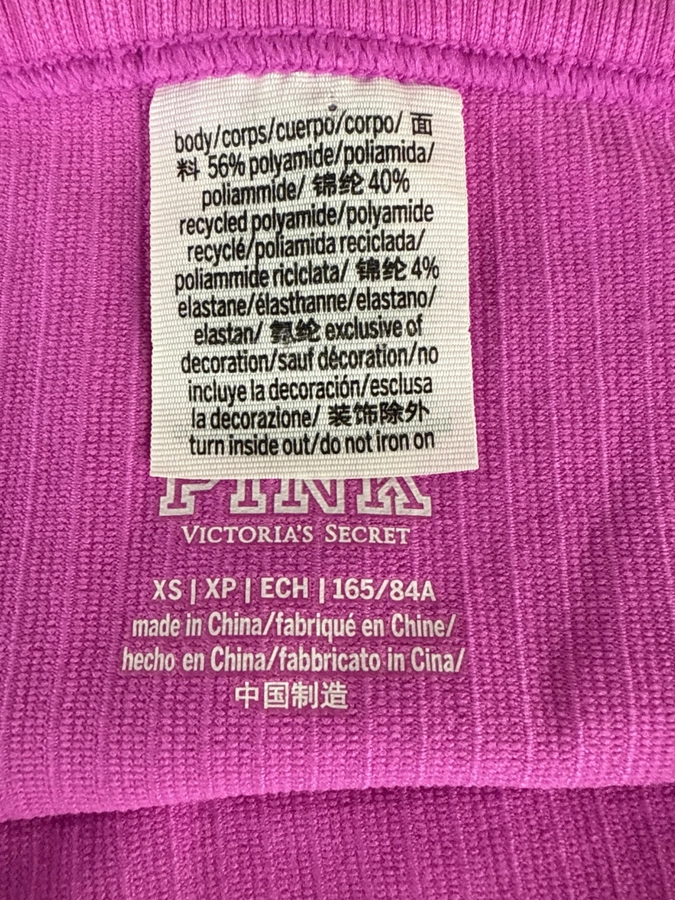 body/corps/cuerpo/corpo/ 面
料 56% polyamide/poliamida/
poliammide/ 锦纶 40%
recycled polyamide/polyamide
recyclé/poliamida reciclada/
poliammide riciclata/ 锦纶 4%
elastane/élasthanne/elastano/
elastan/ 氨纶 exclusive of
decoration/sauf décoration/no
incluye la decoración/esclusa
la decorazione/ 装饰除外
turn inside out/do not iron on
PINK
VICTORIA'S SECRET
XS | XP | ECH | 165/84A
made in China/fabriqué en Chine/
hecho en China/fabbricato in Cina/
中国制造